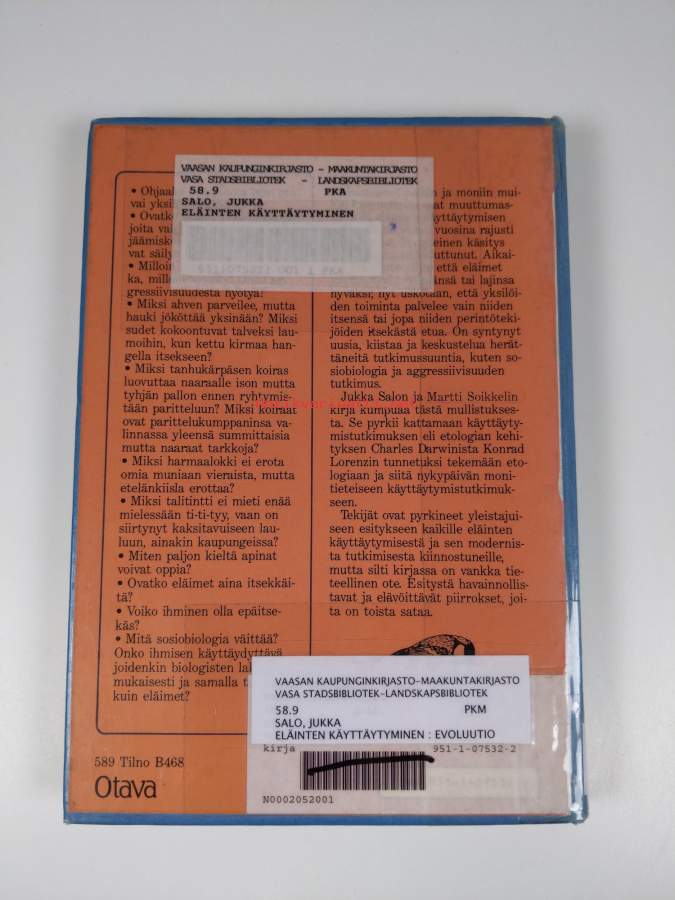 VAASAN KAUPUNGINKIRJASTO – MAAKUNTAKIRJASTO
VASA STADSBIBLIOTEK – LANDSKAPSBIBLIOTEK
58.9 PKA
SALO, JUKKA
ELÄINTEN KÄYTTÄYTYMINEN
• Ohjaa
vai yksi
• Ovatko
joita va
jäämisk
vat säily
• Milloin
ka, mill
gressiivisuudesta hyötyä?
• Miksi ahven parveilee, mutta
hauki jököttää yksinään? Miksi
sudet kokoontuvat talveksi lau-
moihin, kun kettu kirmaa han-
gella itsekseen?
• Miksi tanhukärpäsen koiras
luovuttaa naaraalle ison mutta
tyhjän pallon ennen ryhtymis-
tään paritteluun? Miksi koiraat
ovat parittelukumppaninsa va-
linnassa yleensä summittaisia
mutta naaraat tarkkoja?
• Miksi harmaalokki ei erota
omia muniaan vieraista, mutta
etelänkiisla erottaa?
• Miksi talitintti ei mieti enää
mielessään ti-ti-tyy, vaan on
siirtynyt kaksitavuiseen lau-
luun, ainakin kaupungeissa?
• Miten paljon kieltä apinat
voivat oppia?
• Ovatko eläimet aina itsekkäi-
tä?
• Voiko ihminen olla epäitse-
käs?
• Mitä sosiobiologia väittää?
Onko ihmisen käyttäydyttävä
joidenkin biologisten la
mukaisesti ja samalla t
kuin eläimet?
n ja moniin mui-
at muuttumas-
äyttäytymisen
vuosina rajusti
einen käsitys
uttunut. Aikai-
että eläimet
änsä tai lajinsa
hyväksi; nyt uskotaan, että yksilöi-
den toiminta palvelee vain niiden
itsensä tai jopa niiden perintöteki-
jöiden itsekästä etua. On syntynyt
uusia, kiistaa ja keskustelua herät-
täneitä tutkimussuuntia, kuten so-
siobiologia ja aggressiivisuuden
tutkimus.
Jukka Salon ja Martti Soikkelin
kirja kumpuaa tästä mullistukses-
ta. Se pyrkii kattamaan käyttäyty-
mistutkimuksen eli etologian kehi-
tyksen Charles Darwinista Konrad
Lorenzin tunnetuksi tekemään eto-
logiaan ja siitä nykypäivän moni-
tieteiseen käyttäytymistutkimuk-
seen.
Tekijät ovat pyrkineet yleistajui-
seen esitykseen kaikille eläinten
käyttäytymisestä ja sen modernis-
ta tutkimisesta kiinnostuneille,
mutta silti kirjassa on vankka tie-
teellinen ote. Esitystä havainnollis-
tavat ja elävöittävät piirrokset, joi-
ta on toista sataa.
VAASAN KAUPUNGINKIRJASTO–MAAKUNTAKIRJASTO
VASA STADSBIBLIOTEK–LANDSKAPSBIBLIOTEK
58.9 PKM
SALO, JUKKA
ELÄINTEN KÄYTTÄYTYMINEN : EVOLUUTIO
kirja 951-1-07532-2
N0002052001
589 Tilno B468
Otava